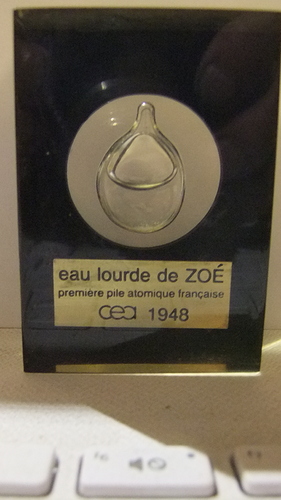 eau lourde de ZOÉ
première pile atomique française
cea 1948